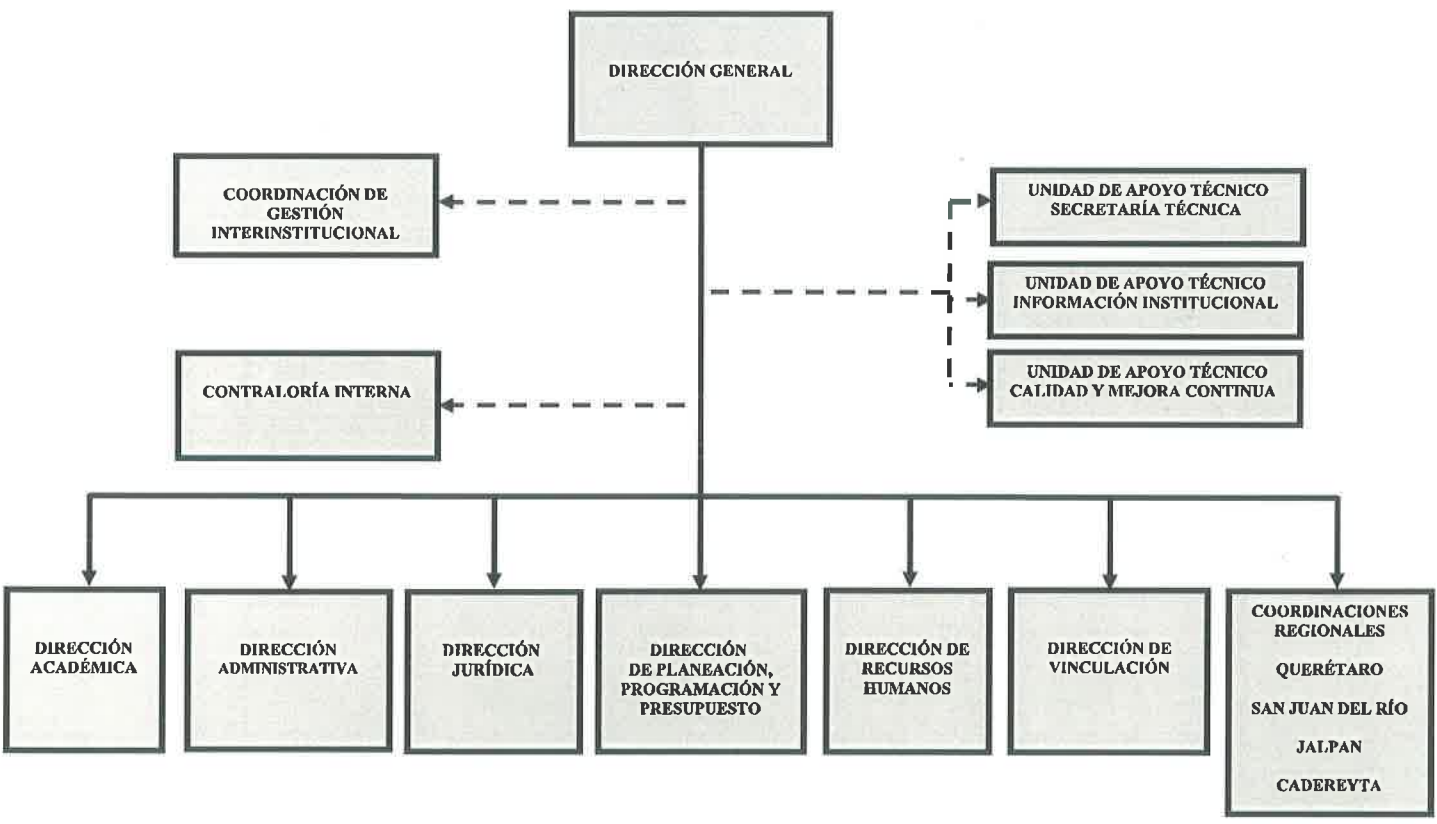 DIRECCIÓN GENERAL
COORDINACIÓN DE
GESTIÓN
INTERINSTITUCIONAL
UNIDAD DE APOYO TÉCNICO
SECRETARÍA TÉCNICA
UNIDAD DE APOYO TÉCNICO
INFORMACIÓN INSTITUCIONAL
CONTRALORÍA INTERNA
UNIDAD DE APOYO TÉCNICO
CALIDAD Y MEJORA CONTINUA
DIRECCIÓN
ACADÉMICA
DIRECCIÓN
ADMINISTRATIVA
DIRECCIÓN
JURÍDICA
DIRECCIÓN
DE PLANEACIÓN,
PROGRAMACIÓN Y
PRESUPUESTO
DIRECCIÓN DE
RECURSOS
HUMANOS
DIRECCIÓN DE
VINCULACIÓN
COORDINACIONES
REGIONALES
QUERÉTARO
SAN JUAN DEL RÍO
JALPAN
CADEREYTA